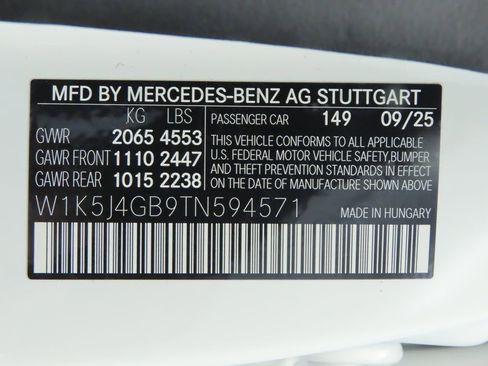 MFD BY MERCEDES-BENZ AG STUTTGART
KG LBS PASSENGER CAR 149 09/25
GVWR 2065 4553
GAWR FRONT 1110 2447
GAWR REAR 1015 2238
THIS VEHICLE CONFORMS TO ALL APPLICABLE
U.S. FEDERAL MOTOR VEHICLE SAFETY,BUMPER
AND THEFT PREVENTION STANDARDS IN EFFECT
ON THE DATE OF MANUFACTURE SHOWN ABOVE.
W1K5J4GB9TN594571 MADE IN HUNGARY